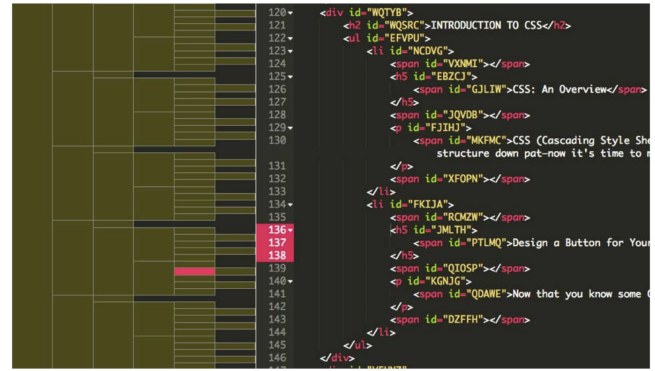 120 <div id="WQTYB">
121 <h2 id="WQSRC">INTRODUCTION TO CSS</h2>
122 <ul id="EFVPU">
123 <li id="NCDVG">
124 <span id="VXNMI"></span>
125 <h5 id="EBZCJ">
126 <span id="GJLIW">CSS: An Overview</span>
127 </h5>
128 <span id="JQVDB"></span>
129 <p id="FJIHJ">
130 <span id="MKFMC">CSS (Cascading Style She
structure down pat—now it's time to m
131 </p>
132 <span id="XFOPN"></span>
133 </li>
134 <li id="FKIJA">
135 <span id="RCMZW"></span>
136 <h5 id="JMLTH">
137 <span id="PTLMQ">Design a Button for Your
138 </h5>
139 <span id="QIOSP"></span>
140 <p id="KGNJG">
141 <span id="QDAWE">Now that you know some C
142 </p>
143 <span id="DZFFH"></span>
144 </li>
145 </ul>
146 </div>